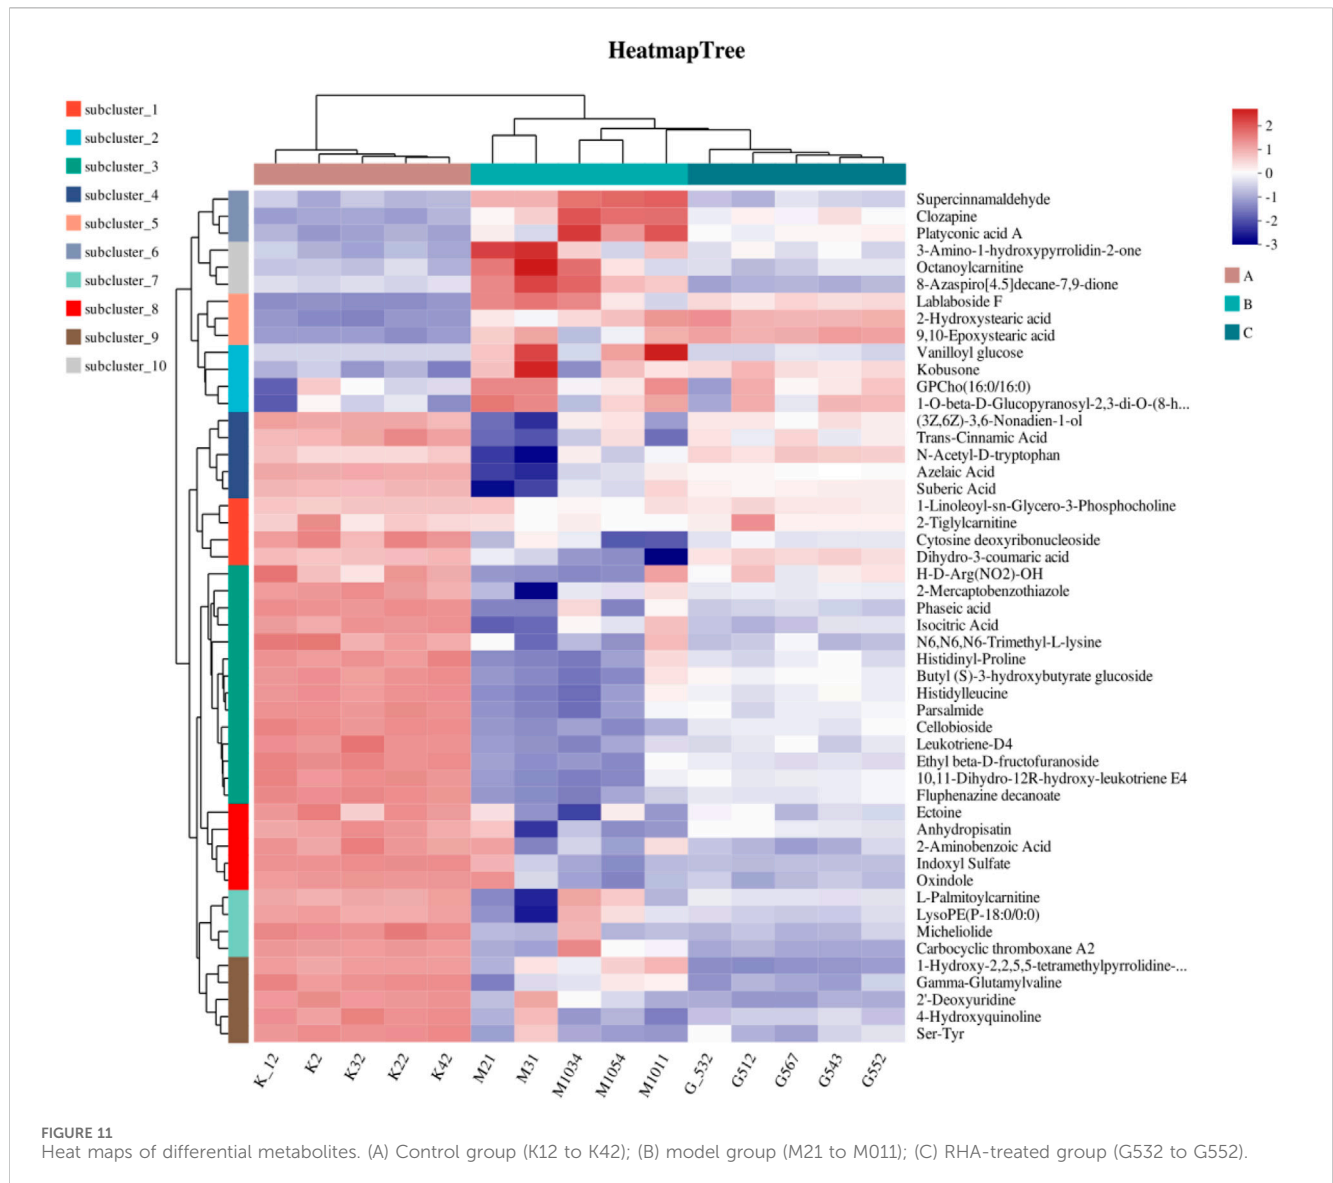 HeatmapTree
subcluster_1
subcluster_2
subcluster_3
subcluster_4
subcluster_5
subcluster_6
subcluster_7
subcluster_8
subcluster_9
subcluster_10
2
1
0
-1
-2
-3
A
B
C
Supercinnamaldehyde
Clozapine
Platyconic acid A
3-Amino-1-hydroxypyrrolidin-2-one
Octanoylcarnitine
8-Azaspiro[4.5]decane-7,9-dione
Lablaboside F
2-Hydroxystearic acid
9,10-Epoxystearic acid
Vanilloyl glucose
Kobusone
GPCho(16:0/16:0)
1-O-beta-D-Glucopyranosyl-2,3-di-O-(8-h...
(3Z,6Z)-3,6-Nonadien-1-ol
Trans-Cinnamic Acid
N-Acetyl-D-tryptophan
Azelaic Acid
Suberic Acid
1-Linoleoyl-sn-Glycero-3-Phosphocholine
2-Tiglylcarnitine
Cytosine deoxyribonucleoside
Dihydro-3-coumaric acid
H-D-Arg(NO2)-OH
2-Mercaptobenzothiazole
Phaseic acid
Isocitric Acid
N6,N6,N6-Trimethyl-L-lysine
Histidinyl-Proline
Butyl (S)-3-hydroxybutyrate glucoside
Histidylleucine
Parsalmide
Cellobioside
Leukotriene-D4
Ethyl beta-D-fructofuranoside
10,11-Dihydro-12R-hydroxy-leukotriene E4
Fluphenazine decanoate
Ectoine
Anhydropisatin
2-Aminobenzoic Acid
Indoxyl Sulfate
Oxindole
L-Palmitoylcarnitine
LysoPE(P-18:0/0:0)
Micheliolide
Carbocyclic thromboxane A2
1-Hydroxy-2,2,5,5-tetramethylpyrrolidine-...
Gamma-Glutamylvaline
2'-Deoxyuridine
4-Hydroxyquinoline
Ser-Tyr
K_12 K2 K32 K22 K42 M21 M31 M1034 M1054 M1011 G_532 G512 G567 G543 G552
FIGURE 11
Heat maps of differential metabolites. (A) Control group (K12 to K42); (B) model group (M21 to M011); (C) RHA-treated group (G532 to G552).